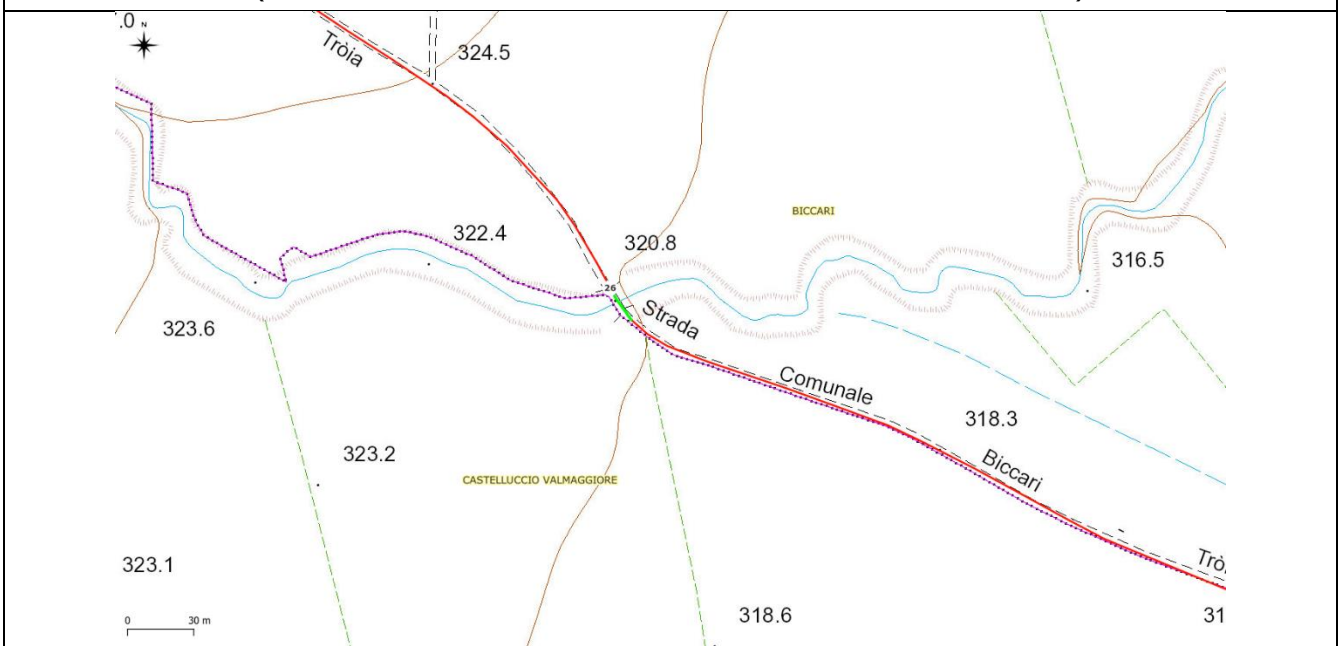 .0 N
Tròia
324.5
322.4
320.8
BICCARI
316.5
26
323.6
Strada
Comunale
318.3
323.2
Biccari
CASTELLUCCIO VALMAGGIORE
323.1
Trò
318.6
31
0 30 m